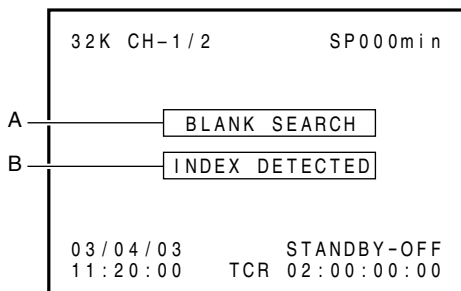 32K CH-1/2 SP000min
A BLANK SEARCH
B INDEX DETECTED
03/04/03 STANDBY-OFF
11:20:00 TCR 02:00:00:00